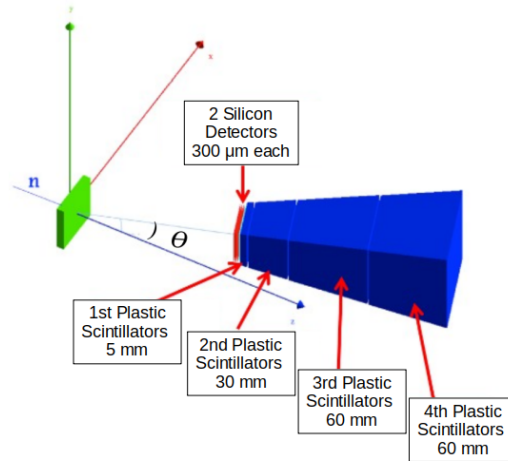 y
x
2 Silicon
Detectors
300 μm each
n
)
θ
z
1st Plastic
Scintillators
5 mm
2nd Plastic
Scintillators
30 mm
3rd Plastic
Scintillators
60 mm
4th Plastic
Scintillators
60 mm